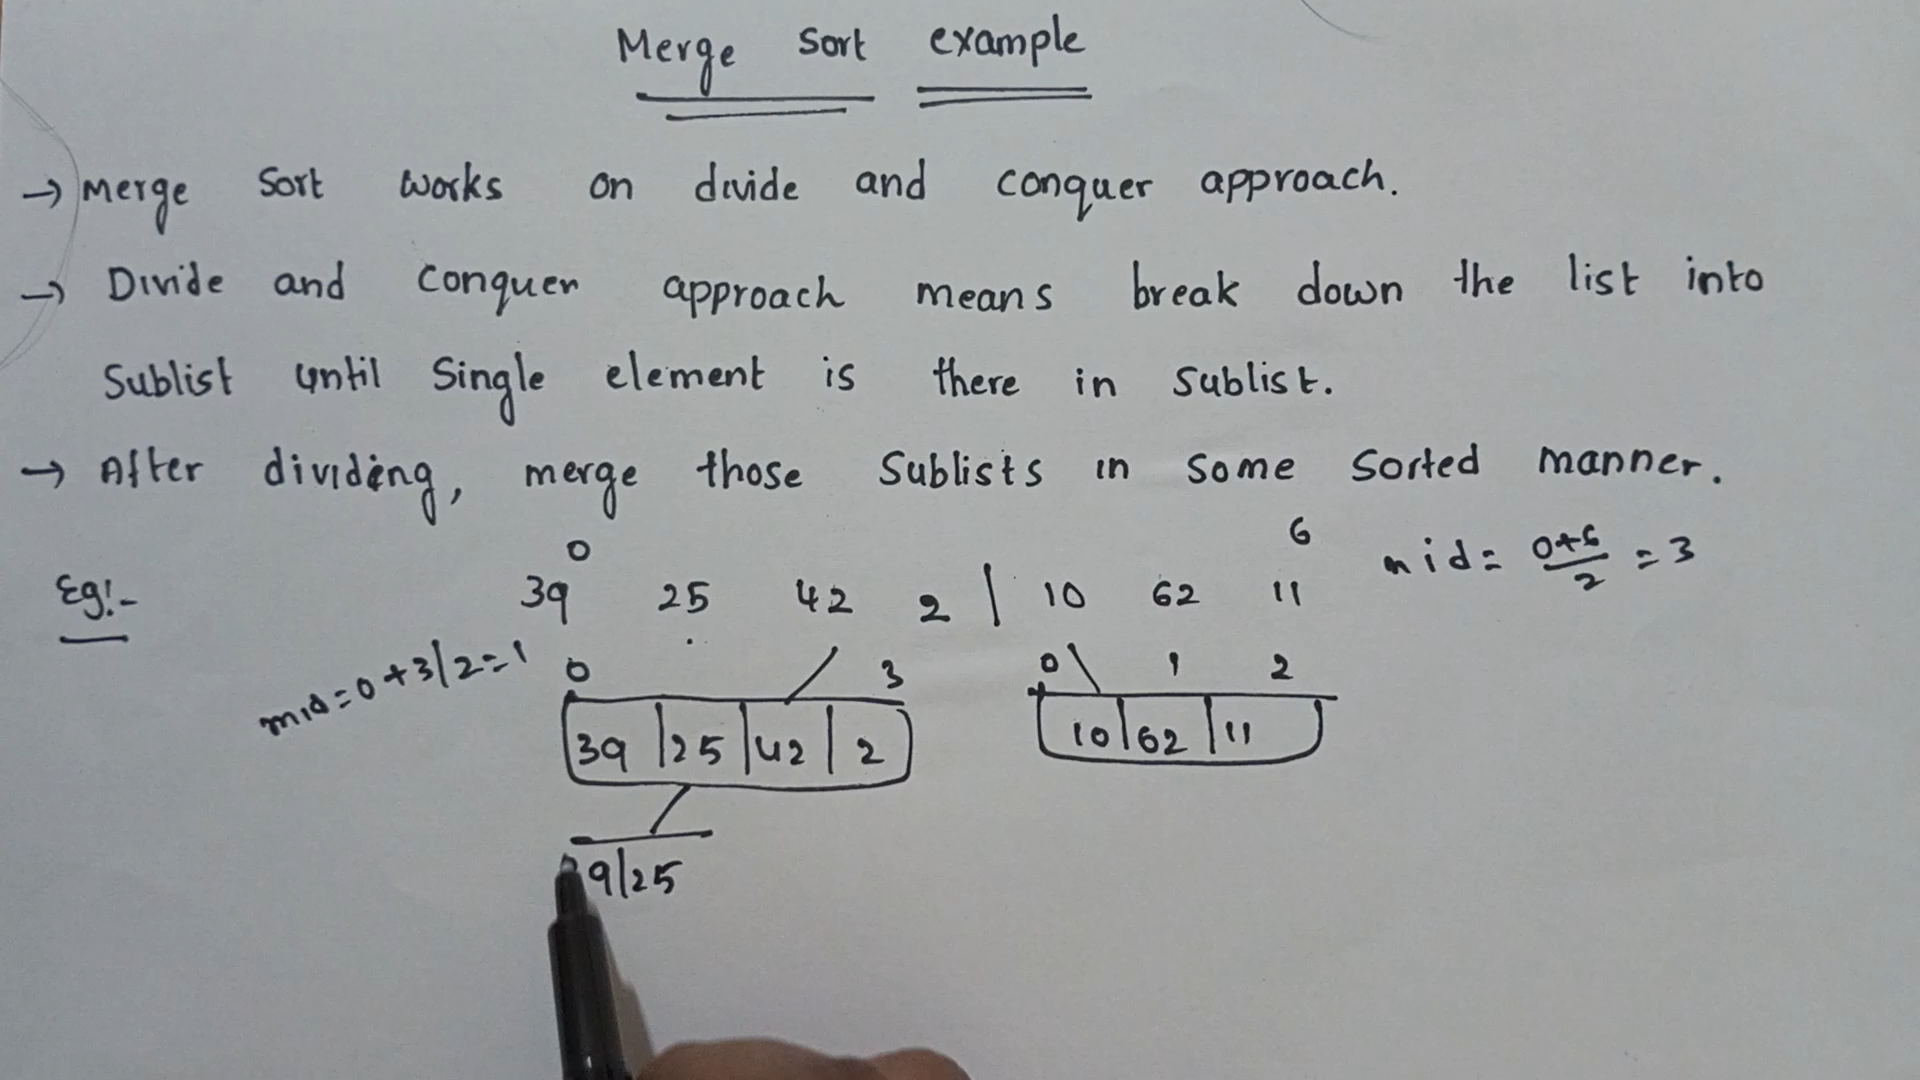 Merge Sort example
→ Merge Sort works on divide and conquer approach.
→ Divide and conquer approach means break down the list into
Sublist until Single element is there in Sublist.
→ After dividing, merge those Sublists in some sorted manner.
0 6
Eg:- 39 25 42 2 | 10 62 11 mid = 0+6/2 = 3
mid = 0+3/2 = 1 0 3 0 1 2
39 | 25 | 42 | 2 10 | 62 | 11
9 | 25